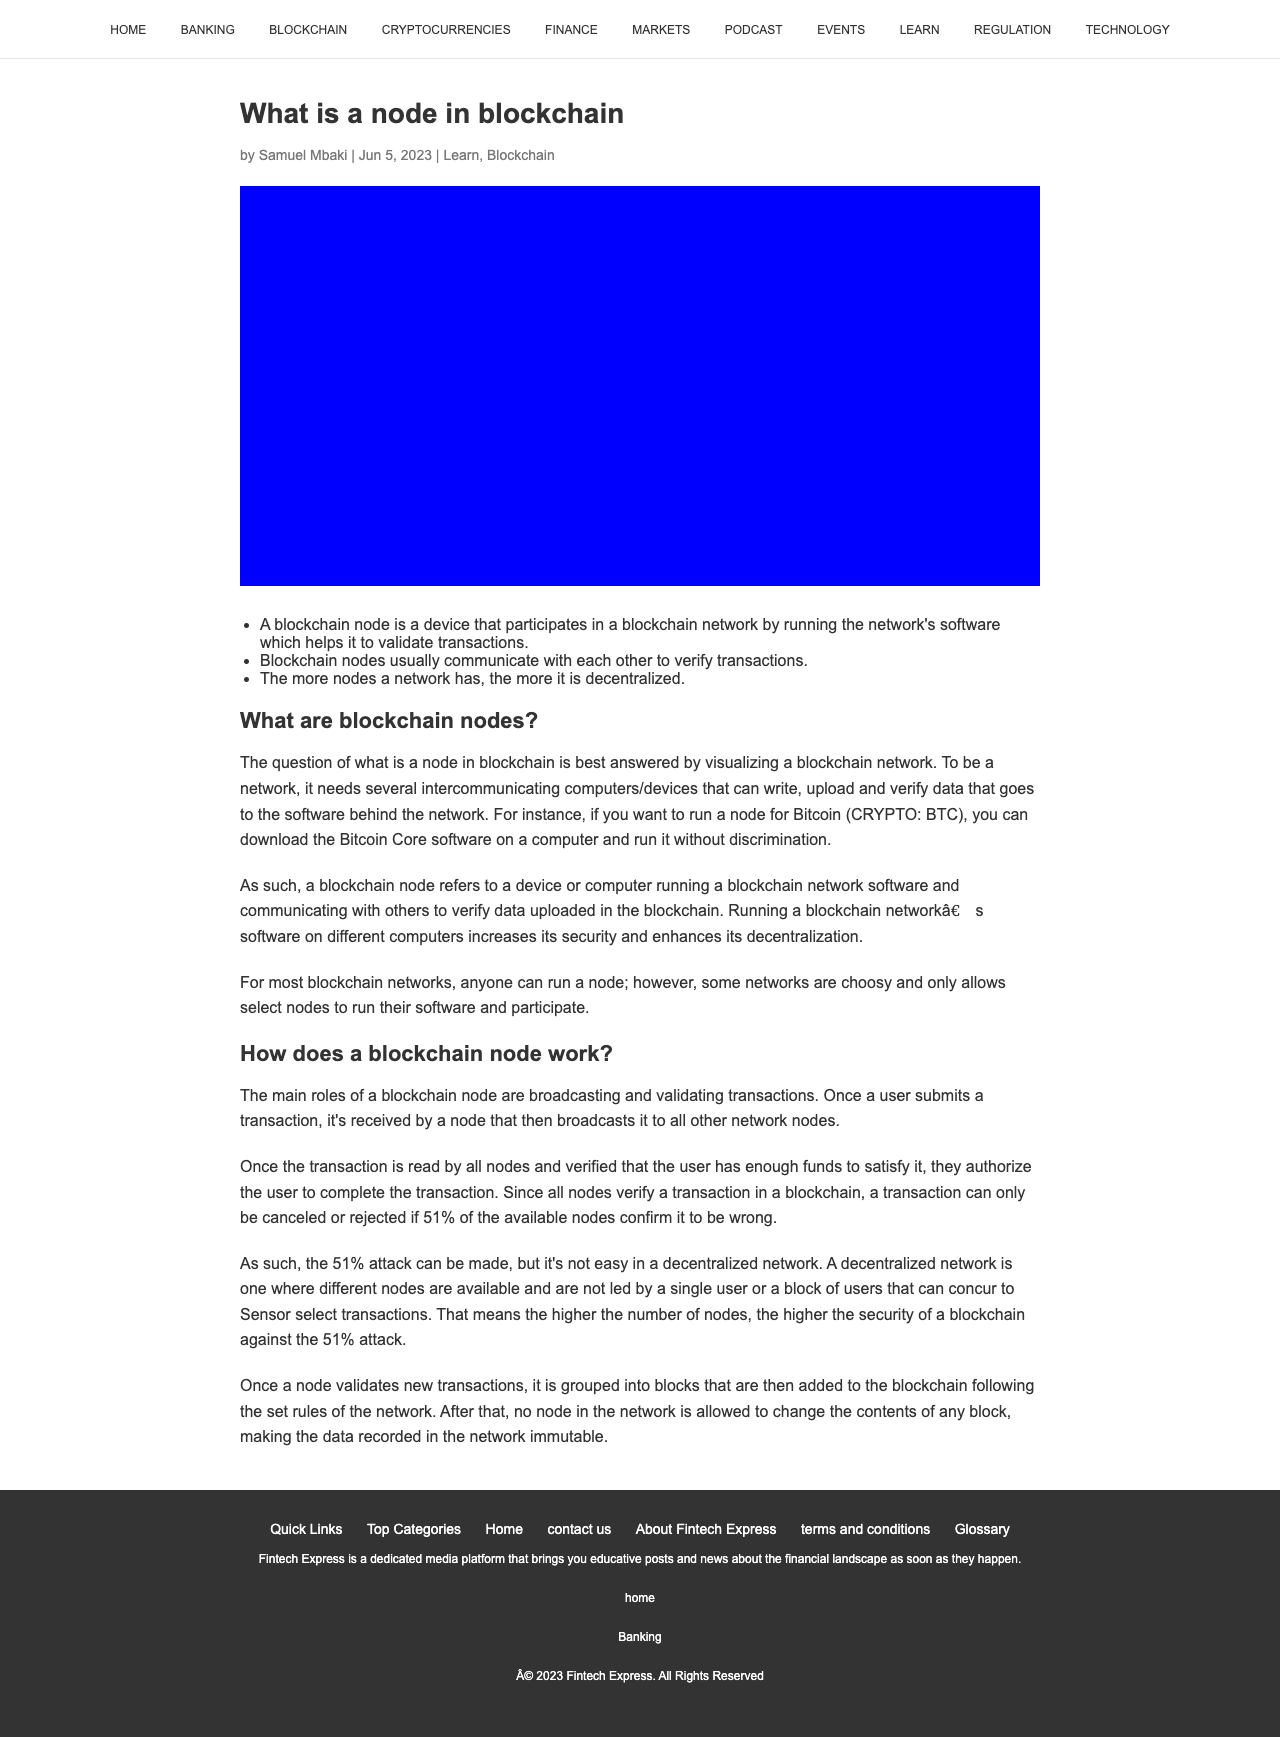 HOME BANKING BLOCKCHAIN CRYPTOCURRENCIES FINANCE MARKETS PODCAST EVENTS LEARN REGULATION TECHNOLOGY
What is a node in blockchain
by Samuel Mbaki | Jun 5, 2023 | Learn, Blockchain
• A blockchain node is a device that participates in a blockchain network by running the network's software
which helps it to validate transactions.
• Blockchain nodes usually communicate with each other to verify transactions.
• The more nodes a network has, the more it is decentralized.
What are blockchain nodes?
The question of what is a node in blockchain is best answered by visualizing a blockchain network. To be a
network, it needs several intercommunicating computers/devices that can write, upload and verify data that goes
to the software behind the network. For instance, if you want to run a node for Bitcoin (CRYPTO: BTC), you can
download the Bitcoin Core software on a computer and run it without discrimination.
As such, a blockchain node refers to a device or computer running a blockchain network software and
communicating with others to verify data uploaded in the blockchain. Running a blockchain networkâ€ s
software on different computers increases its security and enhances its decentralization.
For most blockchain networks, anyone can run a node; however, some networks are choosy and only allows
select nodes to run their software and participate.
How does a blockchain node work?
The main roles of a blockchain node are broadcasting and validating transactions. Once a user submits a
transaction, it's received by a node that then broadcasts it to all other network nodes.
Once the transaction is read by all nodes and verified that the user has enough funds to satisfy it, they authorize
the user to complete the transaction. Since all nodes verify a transaction in a blockchain, a transaction can only
be canceled or rejected if 51% of the available nodes confirm it to be wrong.
As such, the 51% attack can be made, but it's not easy in a decentralized network. A decentralized network is
one where different nodes are available and are not led by a single user or a block of users that can concur to
Sensor select transactions. That means the higher the number of nodes, the higher the security of a blockchain
against the 51% attack.
Once a node validates new transactions, it is grouped into blocks that are then added to the blockchain following
the set rules of the network. After that, no node in the network is allowed to change the contents of any block,
making the data recorded in the network immutable.
Quick Links Top Categories Home contact us About Fintech Express terms and conditions Glossary
Fintech Express is a dedicated media platform that brings you educative posts and news about the financial landscape as soon as they happen.
home
Banking
Â© 2023 Fintech Express. All Rights Reserved